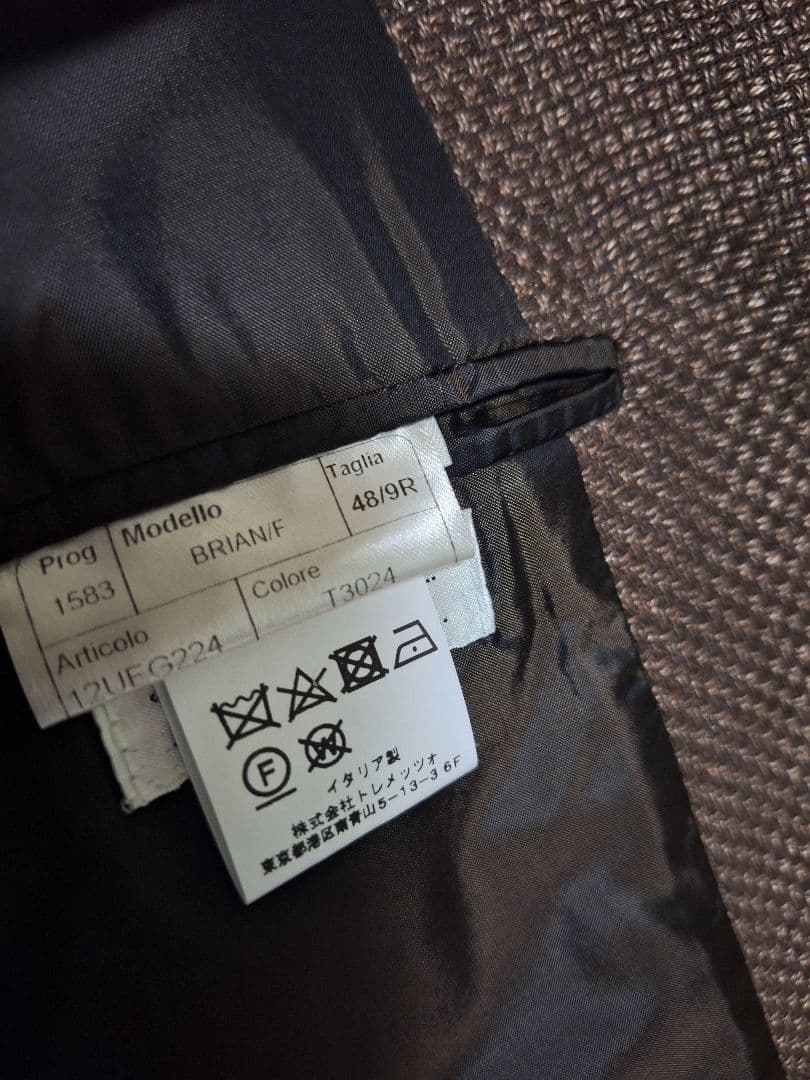 Prog
1583
Modello
BRIAN/F
Taglia
48/9R
Articolo
12UEG224
Colore
T3024
F
W
イタリア製
株式会社トレメッツオ
東京都港区南青山5-13-3 6F